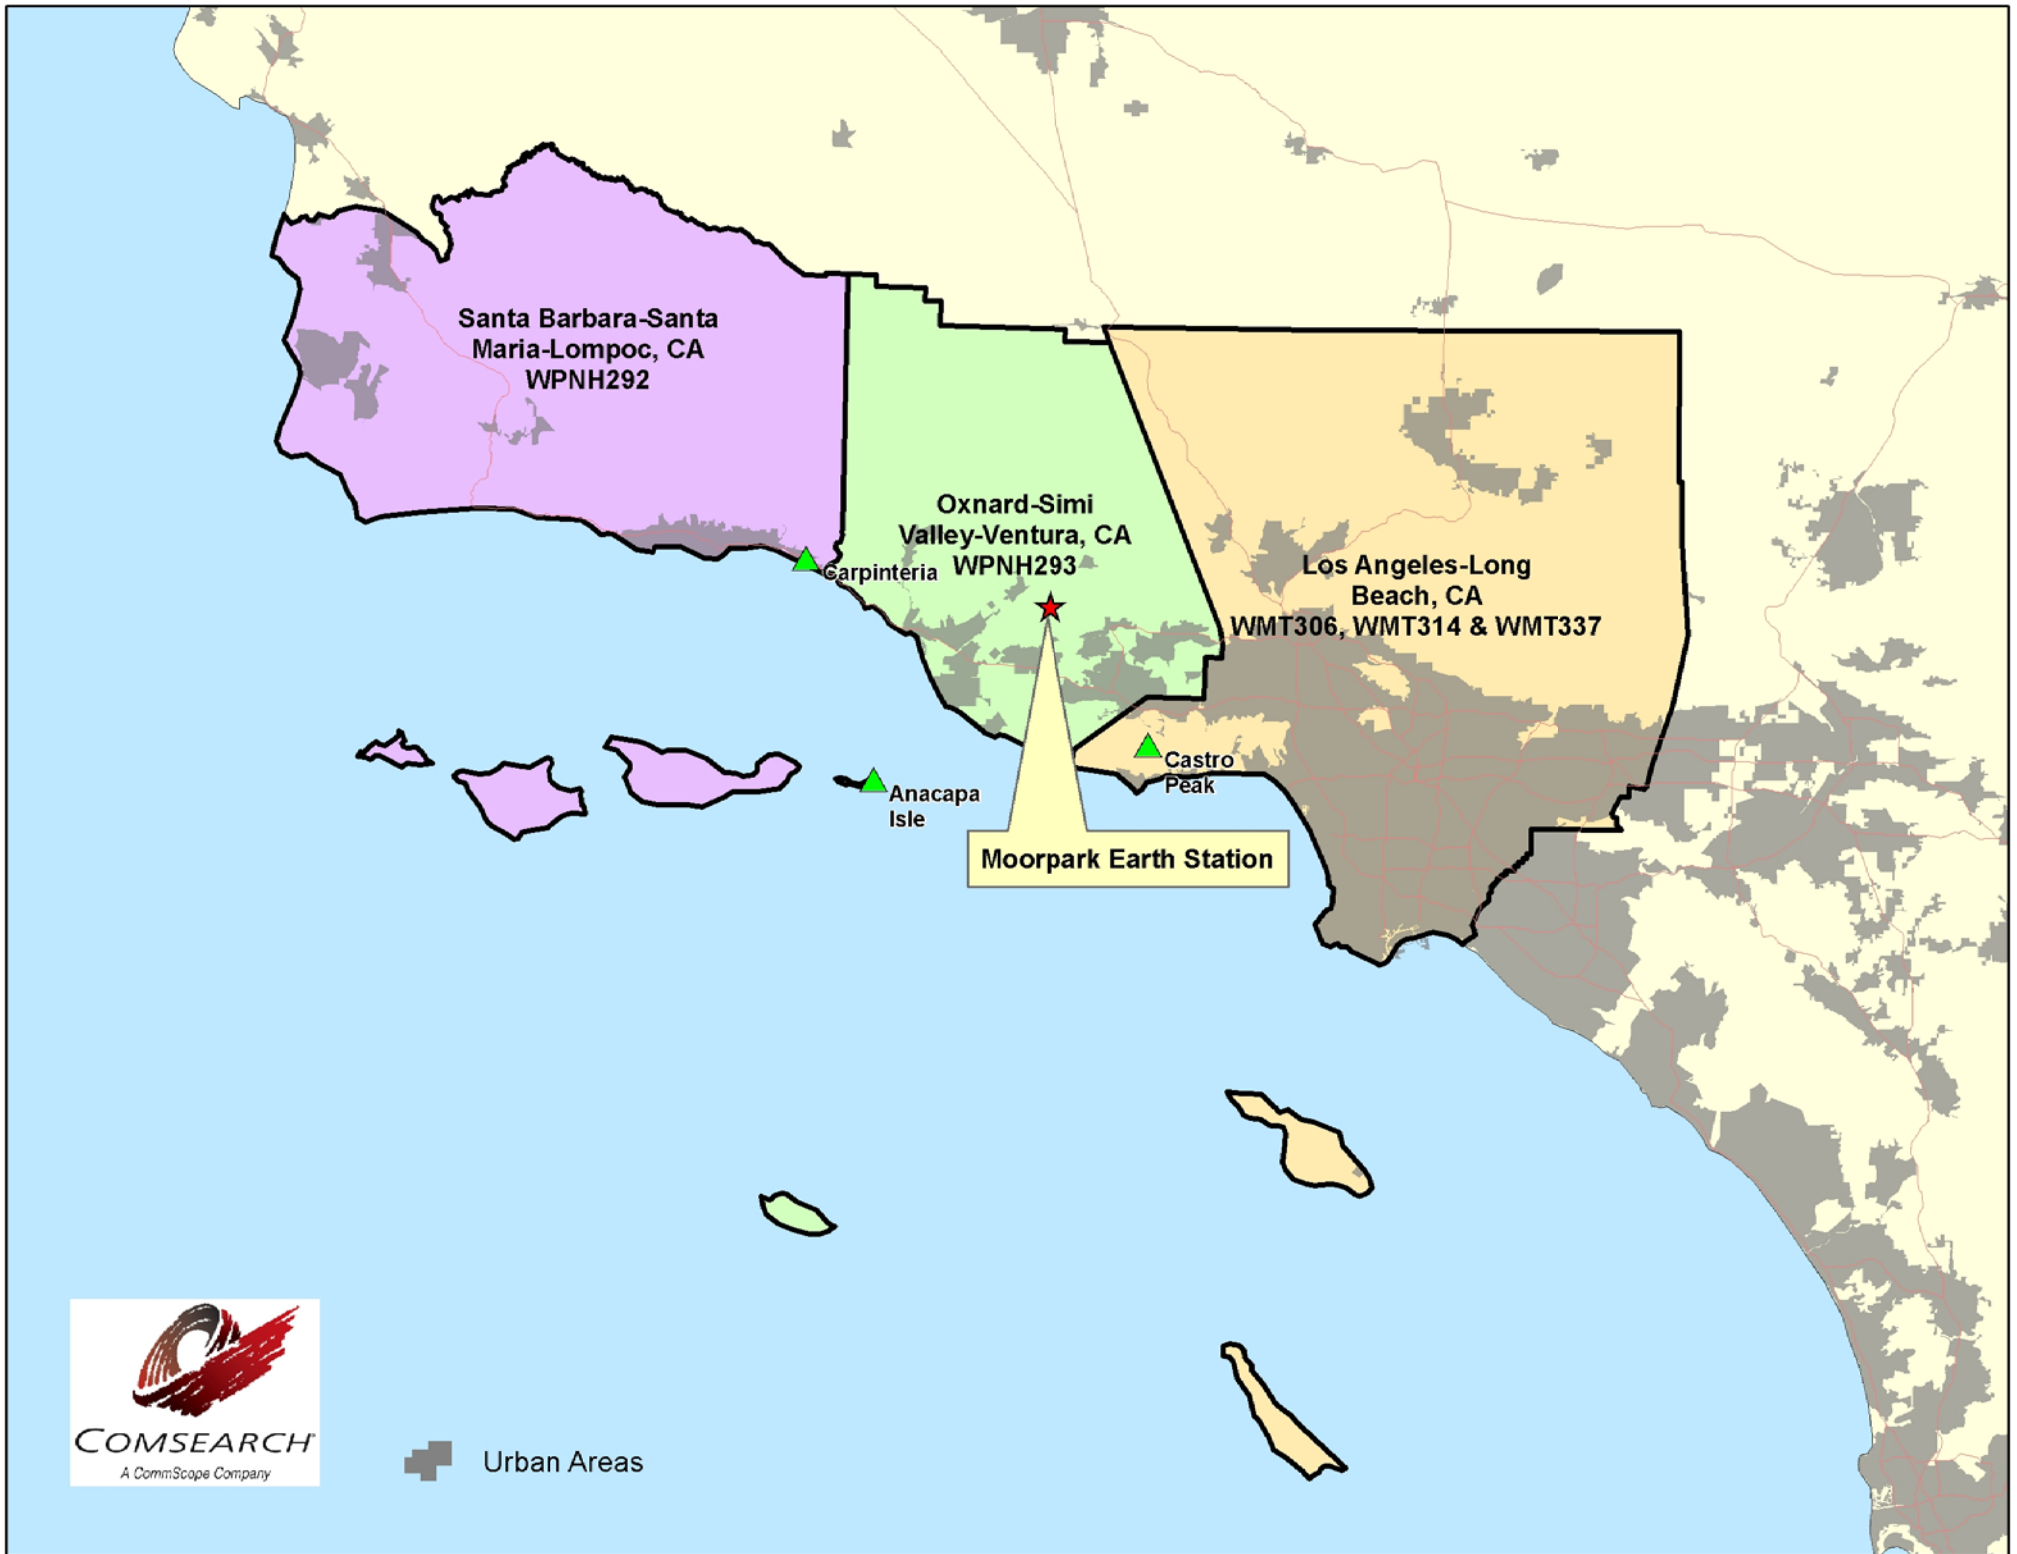 Santa Barbara-Santa
Maria-Lompoc, CA
WPNH292
Oxnard-Simi
Valley-Ventura, CA
WPNH293
Los Angeles-Long
Beach, CA
WMT306, WMT314 & WMT337
Carpinteria
Castro
Peak
Anacapa
Isle
Moorpark Earth Station
COMSEARCH
A CommScope Company
Urban Areas